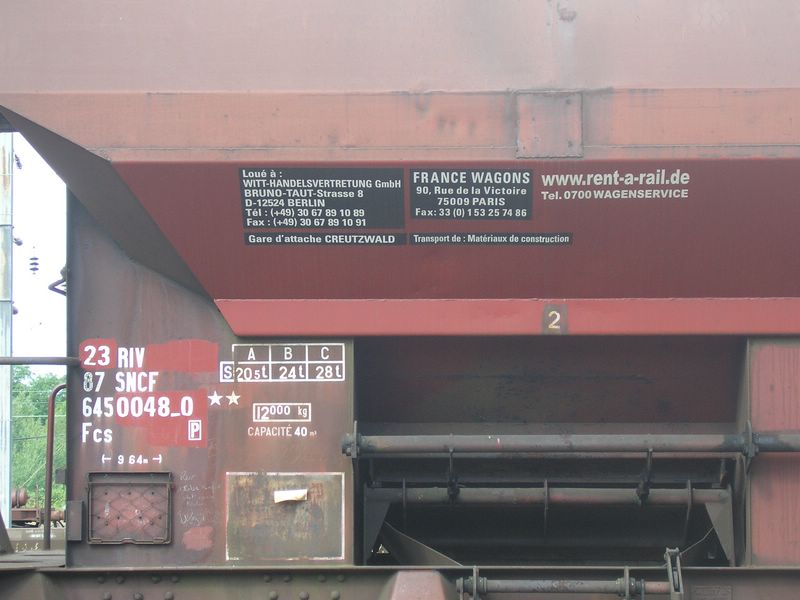 Loué à :
WITT-HANDELSVERTRETUNG GmbH
BRUNO-TAUT-Strasse 8
D-12524 BERLIN
Tél : (+49) 30 67 89 10 89
Fax : (+49) 30 67 89 10 91
Gare d'attache CREUTZWALD
FRANCE WAGONS
90, Rue de la Victoire
75009 PARIS
Fax: 33 (0) 1 53 25 74 86
Transport de : Matériaux de construction
www.rent-a-rail.de
Tel. 0700 WAGENSERVICE
2
23 RIV
87 SNCF
6450048_0
Fcs P
9 64m
A B C
S 20 5t 24t 28t
12000 kg
CAPACITÉ 40 m³